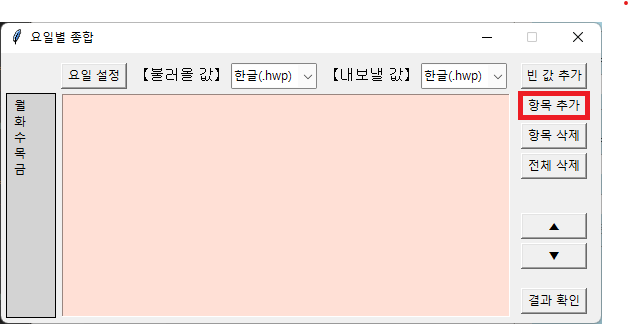 요일별 종합
요일 설정 【불러올 값】 한글(.hwp) 【내보낼 값】 한글(.hwp) 빈 값 추가
월
화
수
목
금
항목 추가
항목 삭제
전체 삭제
▲
▼
결과 확인